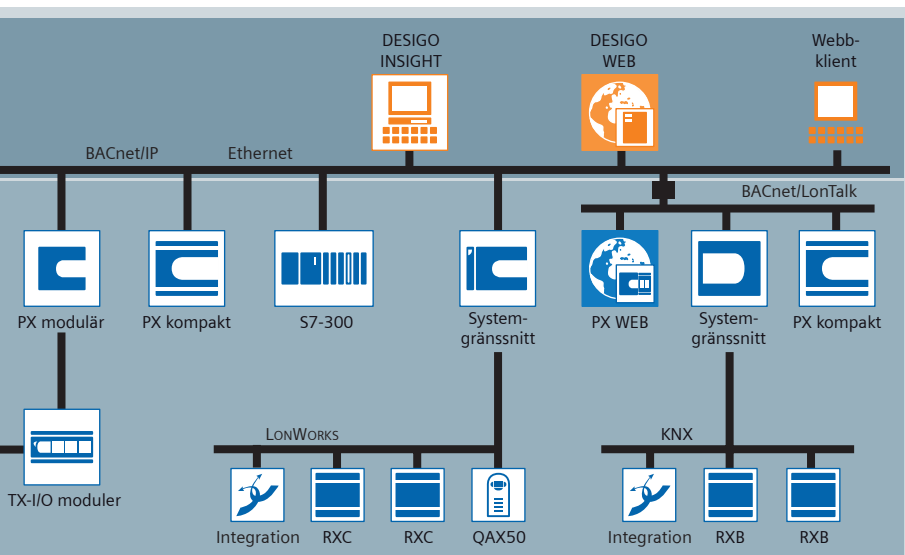 DESIGO
INSIGHT
DESIGO
WEB
Webb-
klient
BACnet/IP
Ethernet
BACnet/LonTalk
PX modulär
PX kompakt
S7-300
System-
gränssnitt
PX WEB
System-
gränssnitt
PX kompakt
LONWORKS
KNX
TX-I/O moduler
Integration
RXC
RXC
QAX50
Integration
RXB
RXB